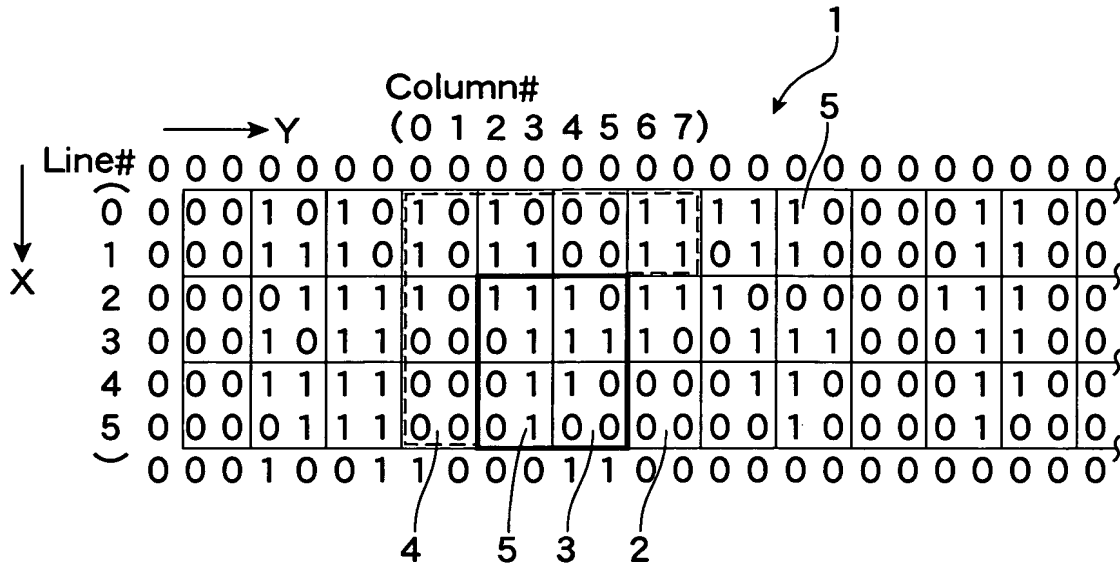 1
Column#
5
Y
(0 1 2 3 4 5 6 7)
Line# 0 0 0 0 0 0 0 0 0 0 0 0 0 0 0 0 0 0 0 0 0 0 0 0 0 0
(
0 0 0 0 1 0 1 0 1 0 1 0 0 0 1 1 1 1 1 0 0 0 0 1 1 0 0
1 0 0 0 1 1 1 0 1 0 1 1 0 0 1 1 0 1 1 0 0 0 0 1 1 0 0
X
2 0 0 0 0 1 1 1 1 0 1 1 1 0 1 1 1 0 0 0 0 0 1 1 1 0 0
3 0 0 0 1 0 1 1 0 0 0 1 1 1 1 0 0 1 1 1 0 0 0 1 1 0 0
4 0 0 0 1 1 1 1 0 0 0 1 1 0 0 0 0 1 1 0 0 0 0 1 1 0 0
5 0 0 0 0 1 1 1 0 0 0 1 0 0 0 0 0 0 1 0 0 0 0 1 0 0 0
)
0 0 0 1 0 0 1 1 0 0 0 1 1 0 0 0 0 0 0 0 0 0 0 0 0 0
4 5 3 2